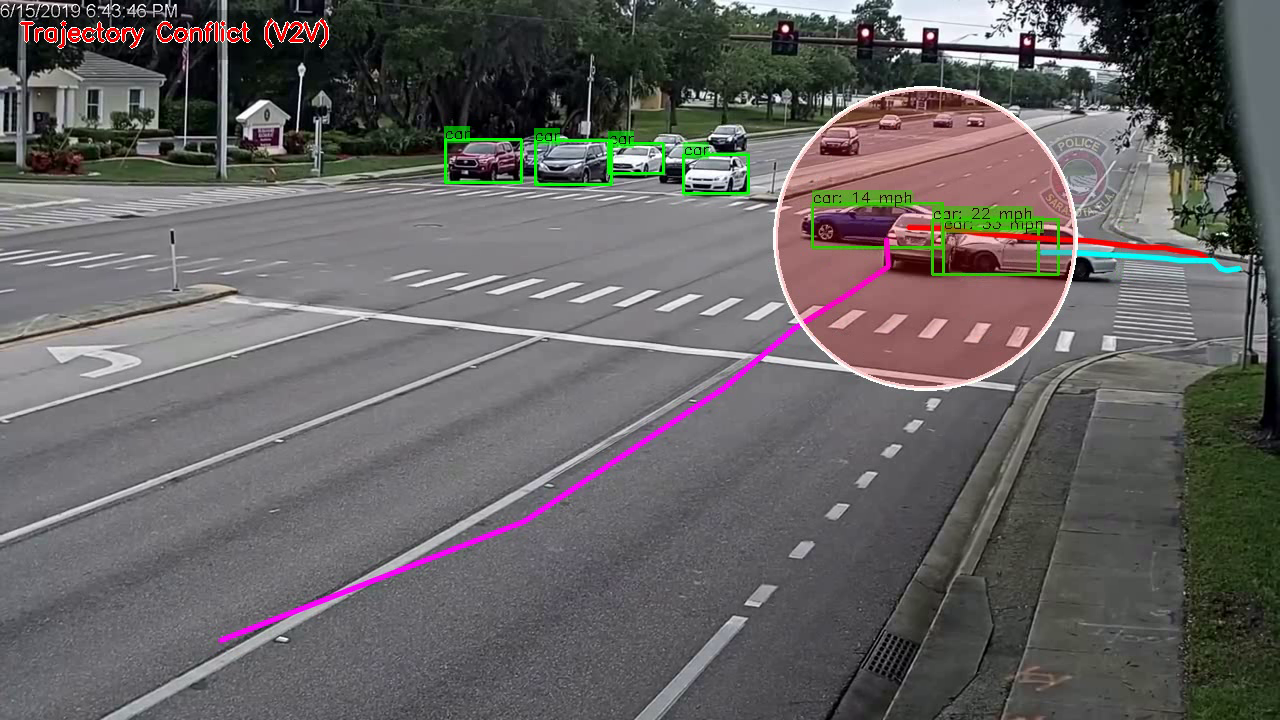 6/15/2019 6:43:46 PM
Trajectory Conflict (V2V)
car
car
car
car
car: 14 mph
car: 22 mph
car: 33 mph
POLICE